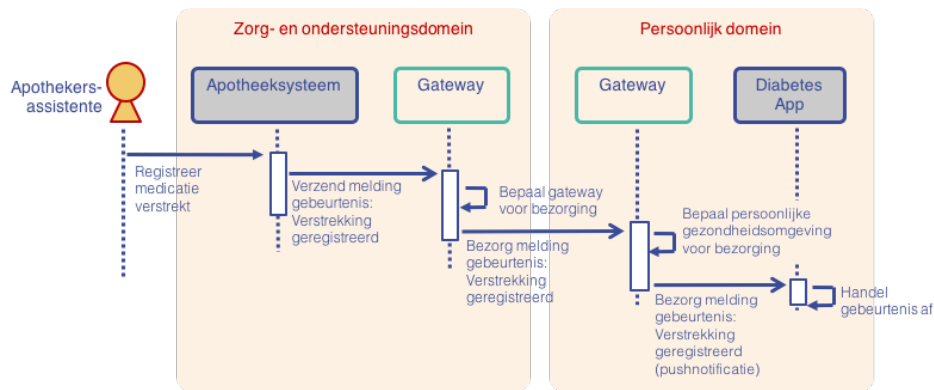 Zorg- en ondersteuningsdomein
Persoonlijk domein
Apothekers-
assistente
Apotheeksysteem
Gateway
Gateway
Diabetes
App
Registreer
medicatie
verstrekt
Verzend melding
gebeurtenis:
Verstrekking
geregistreerd
Bepaal gateway
voor bezorging
Bezorg melding
gebeurtenis:
Verstrekking
geregistreerd
Bepaal persoonlijke
gezondheidsomgeving
voor bezorging
Bezorg melding
gebeurtenis:
Verstrekking
geregistreerd
(pushnotificatie)
Handel
gebeurtenis af